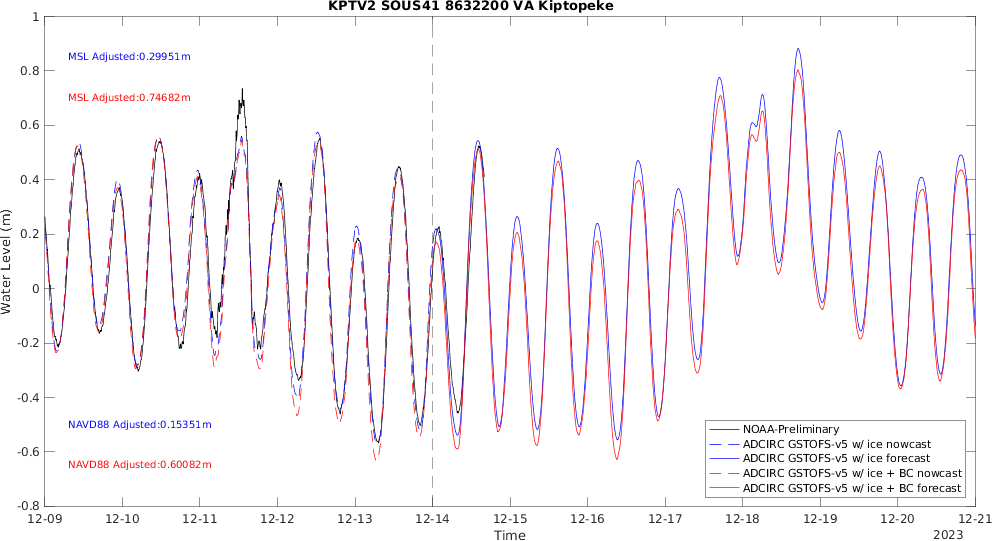 KPTV2 SOUS41 8632200 VA Kiptopeke
MSL Adjusted:0.29951m
MSL Adjusted:0.74682m
NAVD88 Adjusted:0.15351m
NAVD88 Adjusted:0.60082m
Water Level (m)
1
0.8
0.6
0.4
0.2
0
-0.2
-0.4
-0.6
-0.8
NOAA-Preliminary
ADCIRC GSTOFS-v5 w/ ice nowcast
ADCIRC GSTOFS-v5 w/ ice forecast
ADCIRC GSTOFS-v5 w/ ice + BC nowcast
ADCIRC GSTOFS-v5 w/ ice + BC forecast
12-09 12-10 12-11 12-12 12-13 12-14 12-15 12-16 12-17 12-18 12-19 12-20 12-21
Time
2023